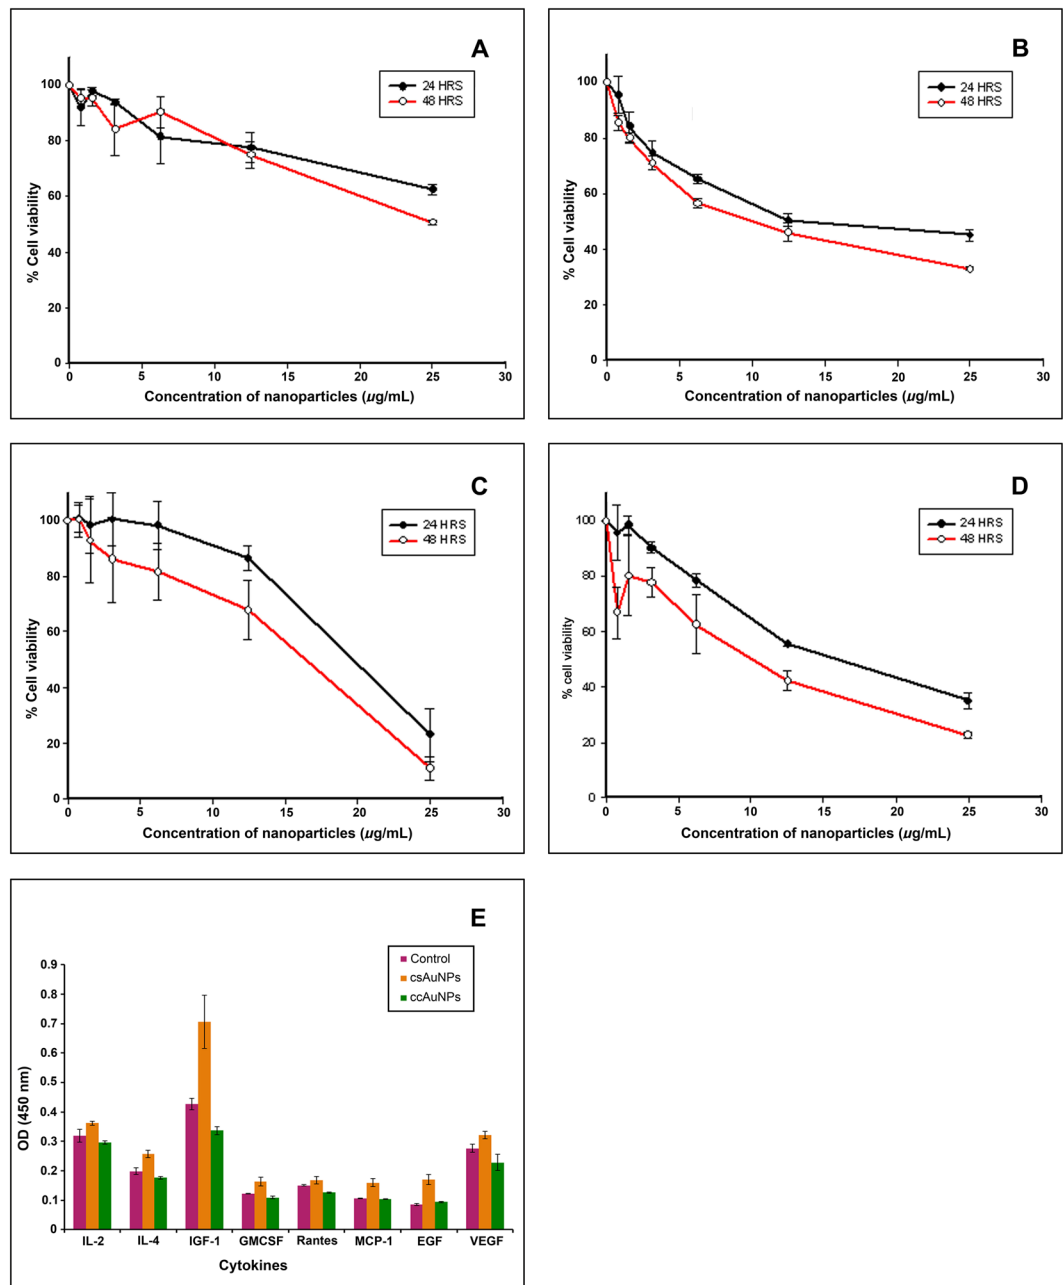 A
24 HRS
48 HRS
100
80
60
40
20
0
% Cell viability
0 5 10 15 20 25 30
Concentration of nanoparticles (µg/mL)
B
24 HRS
48 HRS
100
80
60
40
20
0
% Cell viability
0 5 10 15 20 25 30
Concentration of nanoparticles (µg/mL)
C
24 HRS
48 HRS
100
80
60
40
20
0
% Cell viability
0 5 10 15 20 25 30
Concentration of nanoparticles (µg/mL)
D
24 HRS
48 HRS
100
80
60
40
20
0
% cell viability
0 5 10 15 20 25 30
Concentration of nanoparticles (µg/mL)
E
Control
csAuNPs
ccAuNPs
0.9
0.8
0.7
0.6
0.5
0.4
0.3
0.2
0.1
0
OD (450 nm)
IL-2 IL-4 IGF-1 GMCSF Rantes MCP-1 EGF VEGF
Cytokines